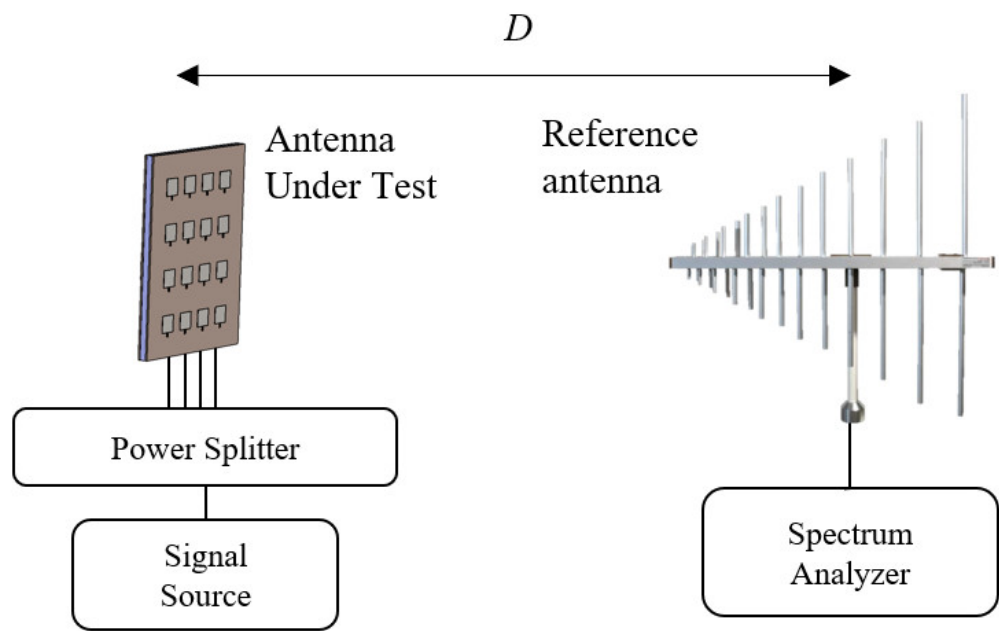 D
Antenna
Under Test
Reference
antenna
Power Splitter
Signal
Source
Spectrum
Analyzer